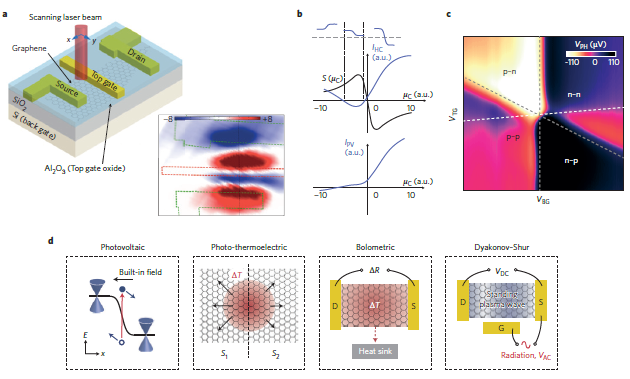 a
Scanning laser beam
x
y
Graphene
Drain
Top gate
Source
SiO2
Si (back gate)
Al2O3 (Top gate oxide)
-8
+8
b
IHC
(a.u.)
S (μC)
μC (a.u.)
-10
0
10
IPV
(a.u.)
μC (a.u.)
-10
0
10
c
VPH (μV)
-110 0 110
p-n
n-n
p-p
n-p
VTG
VBG
d
Photovoltaic
Built-in field
E
x
Photo-thermoelectric
ΔT
S1
S2
Bolometric
ΔR
D
ΔT
S
Heat sink
Dyakonov-Shur
VDC
D
Standing
plasma wave
S
G
Radiation, VAC